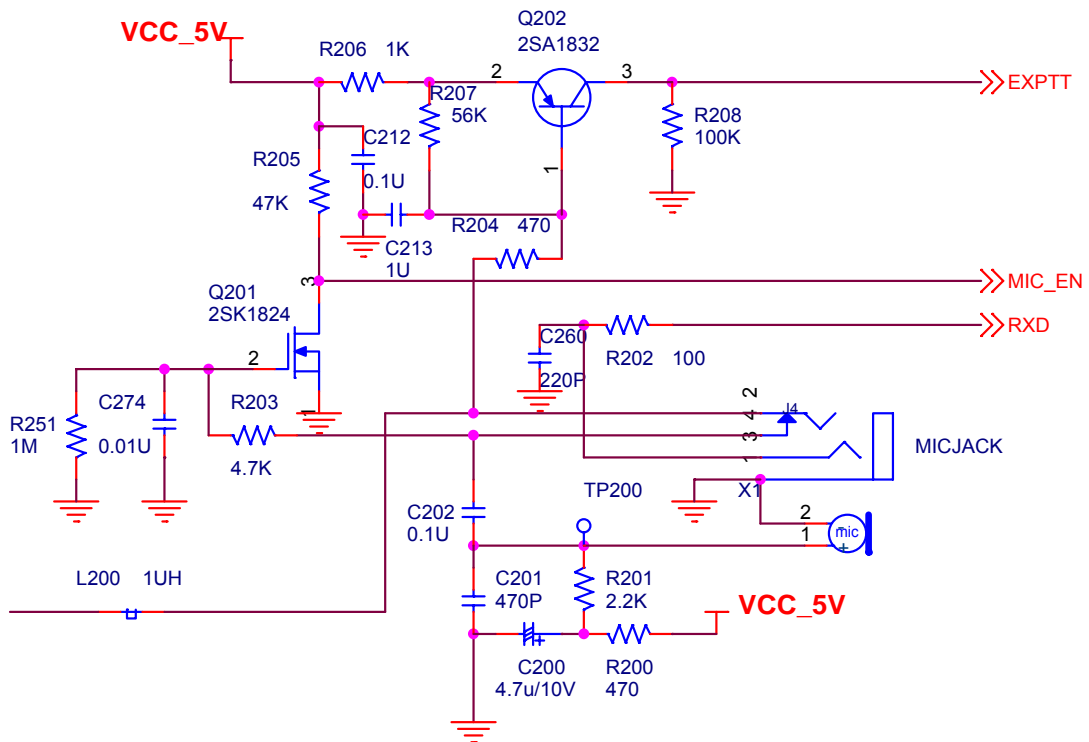 Q202
2SA1832
VCC_5V
R206 1K
2
3
EXPTT
R207
56K
R208
100K
C212
0.1U
R205
47K
1
R204 470
C213
1U
3
MIC_EN
Q201
2SK1824
RXD
C260
220P
R202 100
2
2
C274
0.01U
R251
1M
R203
4.7K
1
4
J4
3
1
MICJACK
X1
TP200
C202
0.1U
2
1
mic
+
L200 1UH
C201
470P
R201
2.2K
VCC_5V
+
C200
4.7u/10V
R200
470